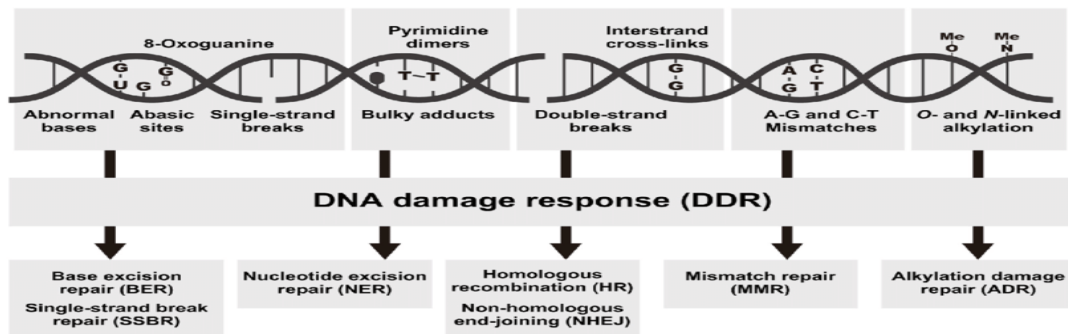 8-Oxoguanine
Pyrimidine
dimers
Interstrand
cross-links
Me
O
Me
N
G
U
G
G
o
T~T
G
G
A
G
C
T
Abnormal
bases
Abasic
sites
Single-strand
breaks
Bulky adducts
Double-strand
breaks
A-G and C-T
Mismatches
O- and N-linked
alkylation
DNA damage response (DDR)
Base excision
repair (BER)
Single-strand break
repair (SSBR)
Nucleotide excision
repair (NER)
Homologous
recombination (HR)
Non-homologous
end-joining (NHEJ)
Mismatch repair
(MMR)
Alkylation damage
repair (ADR)